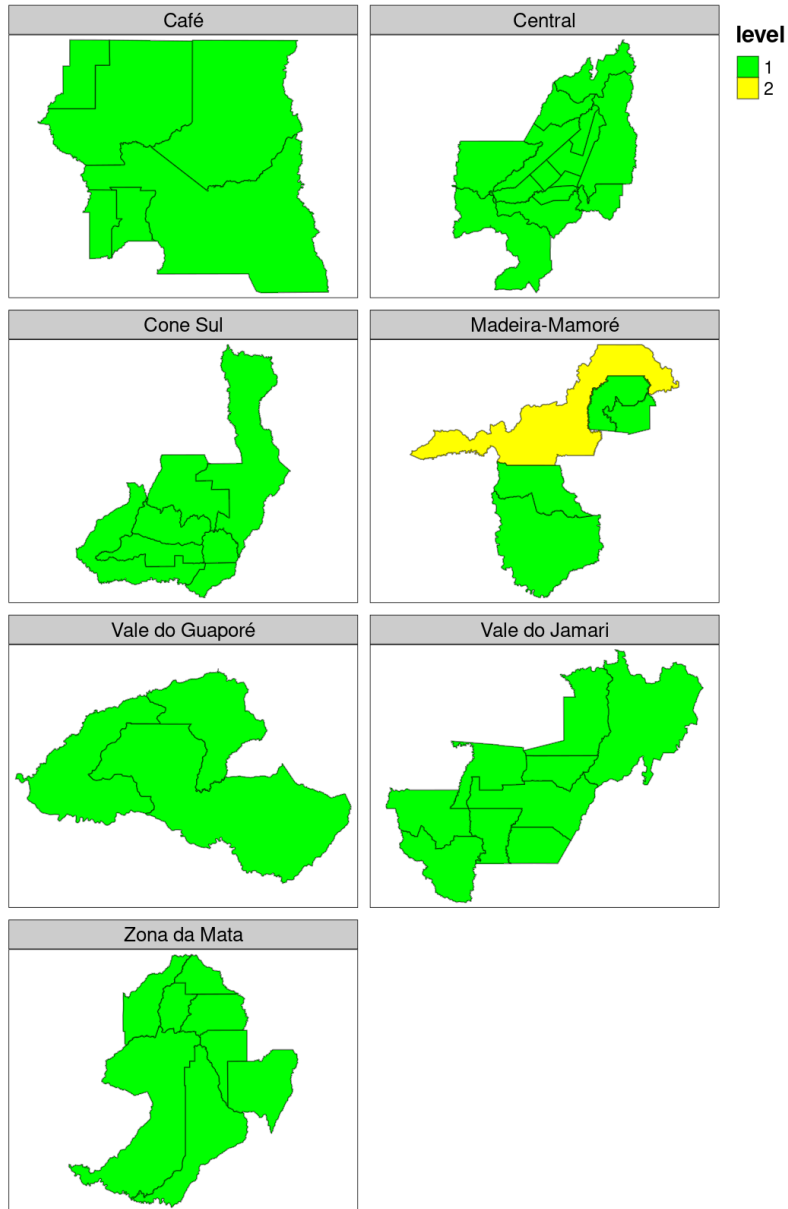 Café
Central
level
1
2
Cone Sul
Madeira-Mamoré
Vale do Guaporé
Vale do Jamari
Zona da Mata